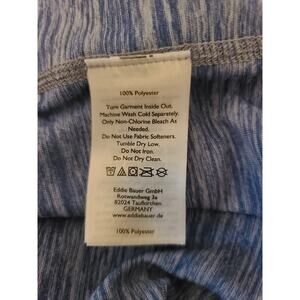 100% Polyester
Turn Garment Inside Out.
Machine Wash Cold Separately.
Only Non-Chlorine Bleach As
Needed.
Do Not Use Fabric Softeners.
Tumble Dry Low.
Do Not Iron.
Do Not Dry Clean.
Eddie Bauer GmbH
Rotwandweg 3a
82024 Taufkirchen
GERMANY
www.eddiebauer.de
100% Polyester